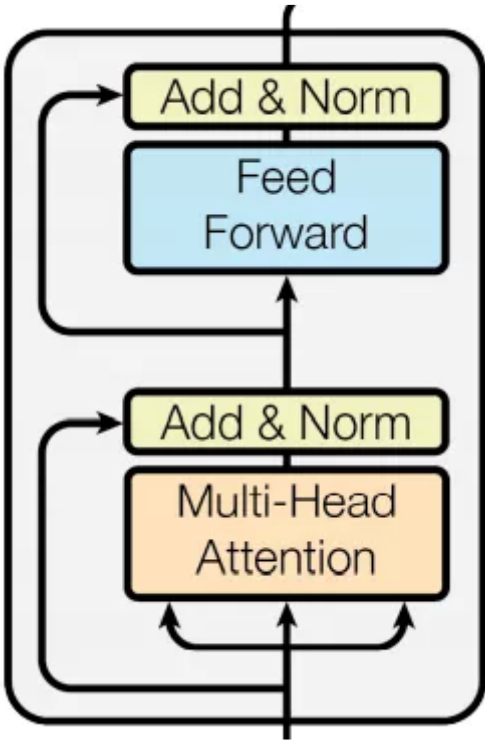 Add & Norm
Feed
Forward
Add & Norm
Multi-Head
Attention